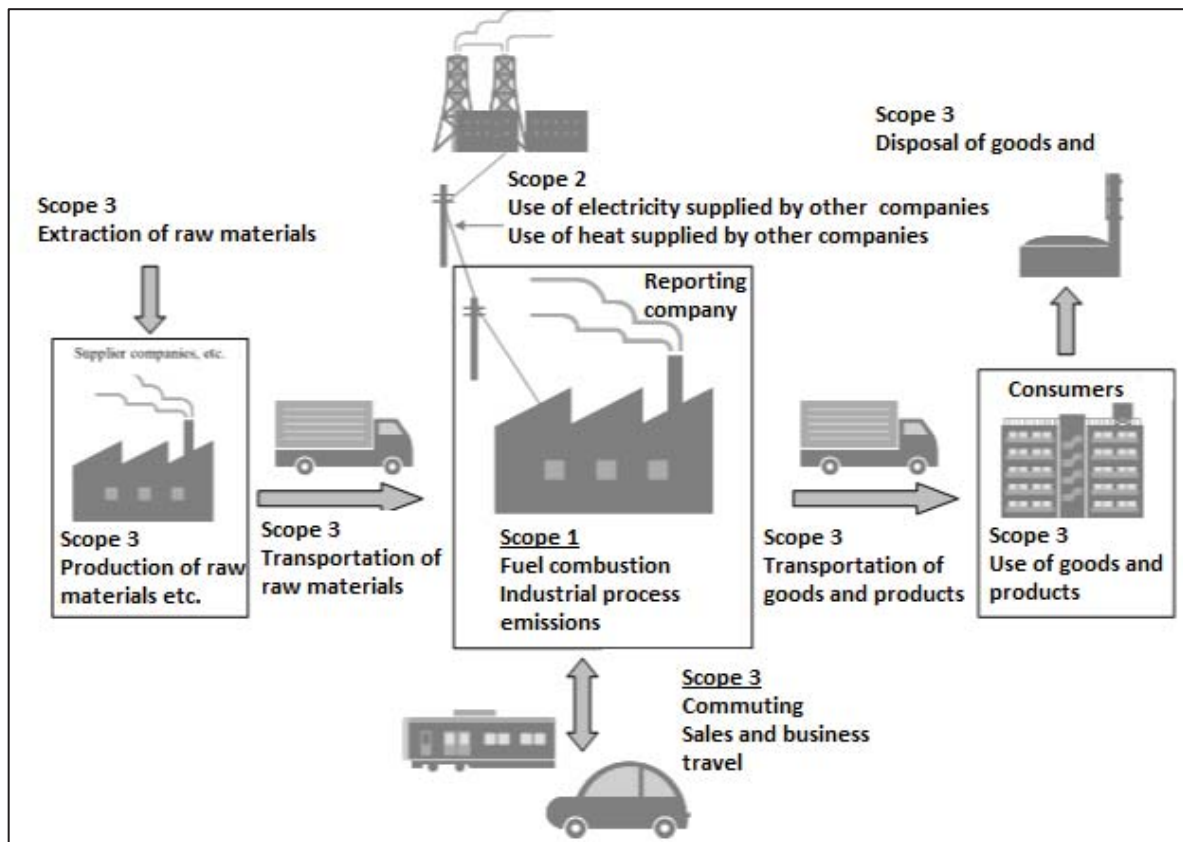 Scope 3
Disposal of goods and
Scope 2
Use of electricity supplied by other companies
Use of heat supplied by other companies
Scope 3
Extraction of raw materials
Reporting
company
Supplier companies, etc.
Scope 3
Production of raw
materials etc.
Scope 3
Transportation of
raw materials
Scope 1
Fuel combustion
Industrial process
emissions
Scope 3
Transportation of
goods and products
Consumers
Scope 3
Use of goods and
products
Scope 3
Commuting
Sales and business
travel